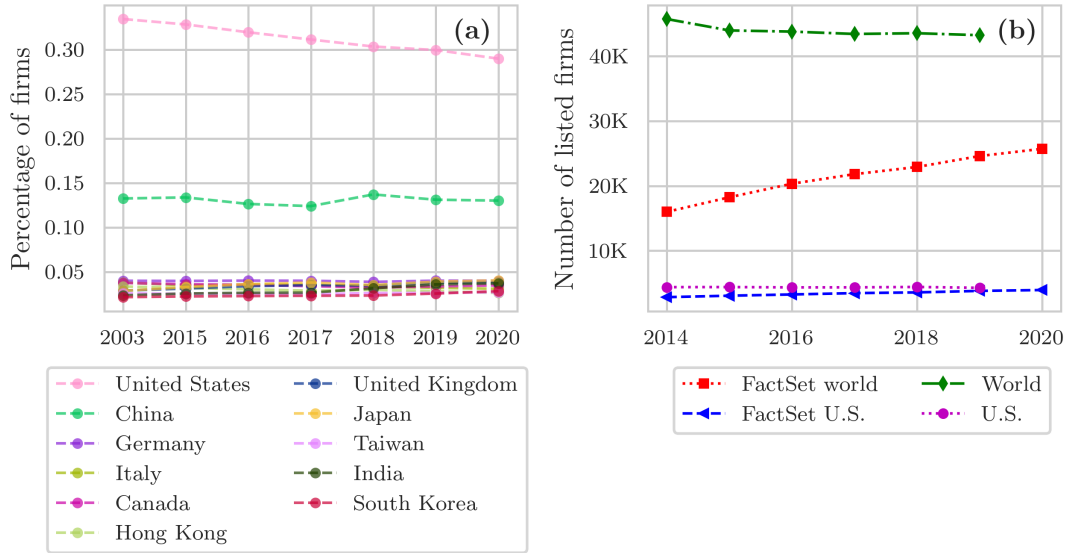 (a)
Percentage of firms
0.30
0.25
0.20
0.15
0.10
0.05
2003 2015 2016 2017 2018 2019 2020
United States
China
Germany
Italy
Canada
Hong Kong
United Kingdom
Japan
Taiwan
India
South Korea
(b)
Number of listed firms
40K
30K
20K
10K
2014 2016 2018 2020
FactSet world
FactSet U.S.
World
U.S.